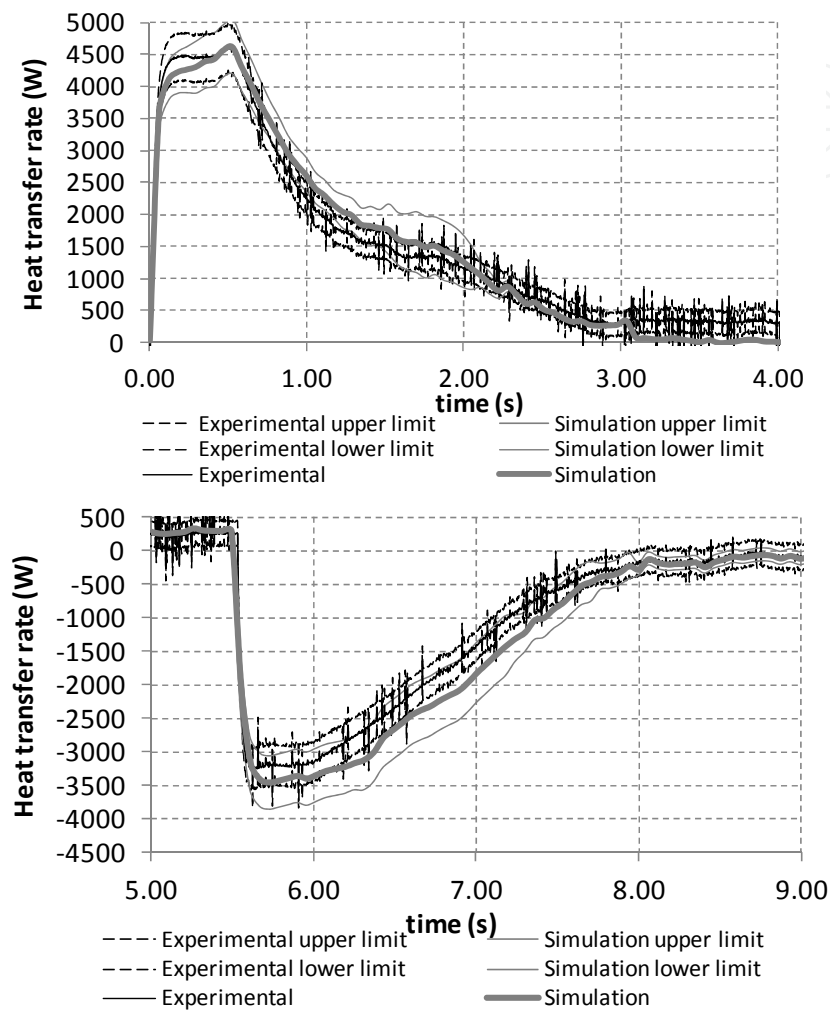 Heat transfer rate (W)
5000
4500
4000
3500
3000
2500
2000
1500
1000
500
0
0.00 1.00 2.00 3.00 4.00
time (s)
Experimental upper limit Simulation upper limit
Experimental lower limit Simulation lower limit
Experimental Simulation
Heat transfer rate (W)
500
0
-500
-1000
-1500
-2000
-2500
-3000
-3500
-4000
-4500
5.00 6.00 7.00 8.00 9.00
time (s)
Experimental upper limit Simulation upper limit
Experimental lower limit Simulation lower limit
Experimental Simulation